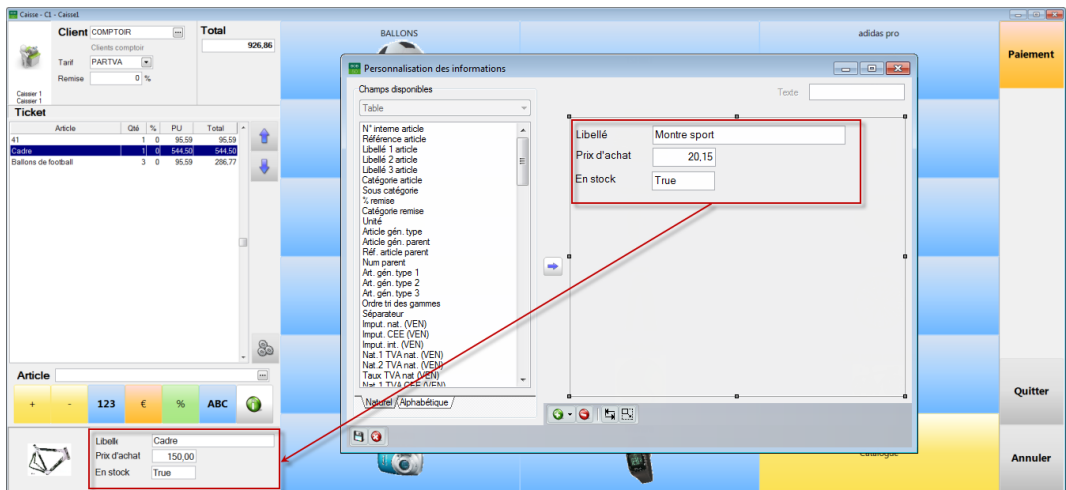 Caisse - C1 - Caisse1
Client COMPTOIR ...
Clients comptoir
Tarif PARTVA
Remise 0 %
Caissier 1
Caissier 1
Total
926,86
Ticket
Article Qté % PU Total
41 1 0 95,59 95,59
Cadre 1 0 544,50 544,50
Ballons de football 3 0 95,59 286,77
Article ...
+ - 123 € % ABC
Libellé Cadre
Prix d'achat 150,00
En stock True
BALLONS
adidas pro
Paiement
Quitter
Annuler
Personnalisation des informations
Champs disponibles
Table
Texte
N° interne article
Référence article
Libellé 1 article
Libellé 2 article
Libellé 3 article
Catégorie article
Sous catégorie
% remise
Catégorie remise
Unité
Article gén. type
Article gén. parent
Réf. article parent
Num parent
Art. gén. type 1
Art. gén. type 2
Art. gén. type 3
Ordre tri des gammes
Séparateur
Imput. nat. (VEN)
Imput. CEE (VEN)
Imput. int. (VEN)
Nat.1 TVA nat. (VEN)
Nat.2 TVA nat. (VEN)
Taux TVA nat (VEN)
Nat.1 TVA CEE (VEN)
Naturel Alphabétique
Libellé Montre sport
Prix d'achat 20,15
En stock True
Catalogue